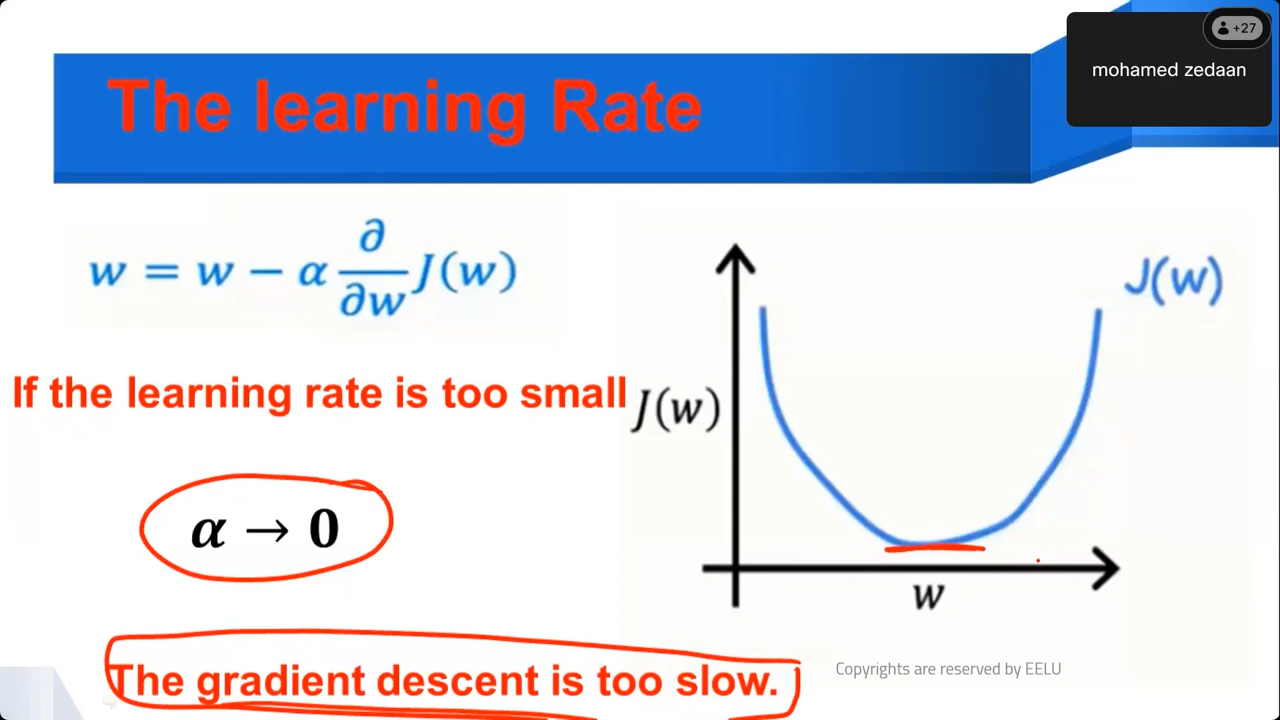 +27
mohamed zedaan
The learning Rate
w = w − α ∂/∂w J(w)
J(w)
If the learning rate is too small
J(w)
α → 0
w
The gradient descent is too slow.
Copyrights are reserved by EELU